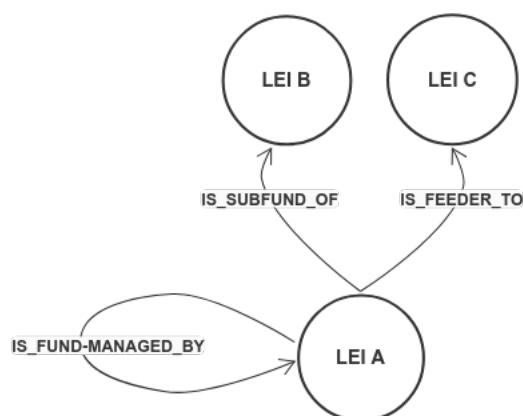 LEI B
LEI C
IS_SUBFUND_OF
IS_FEEDER_TO
IS_FUND-MANAGED_BY
LEI A